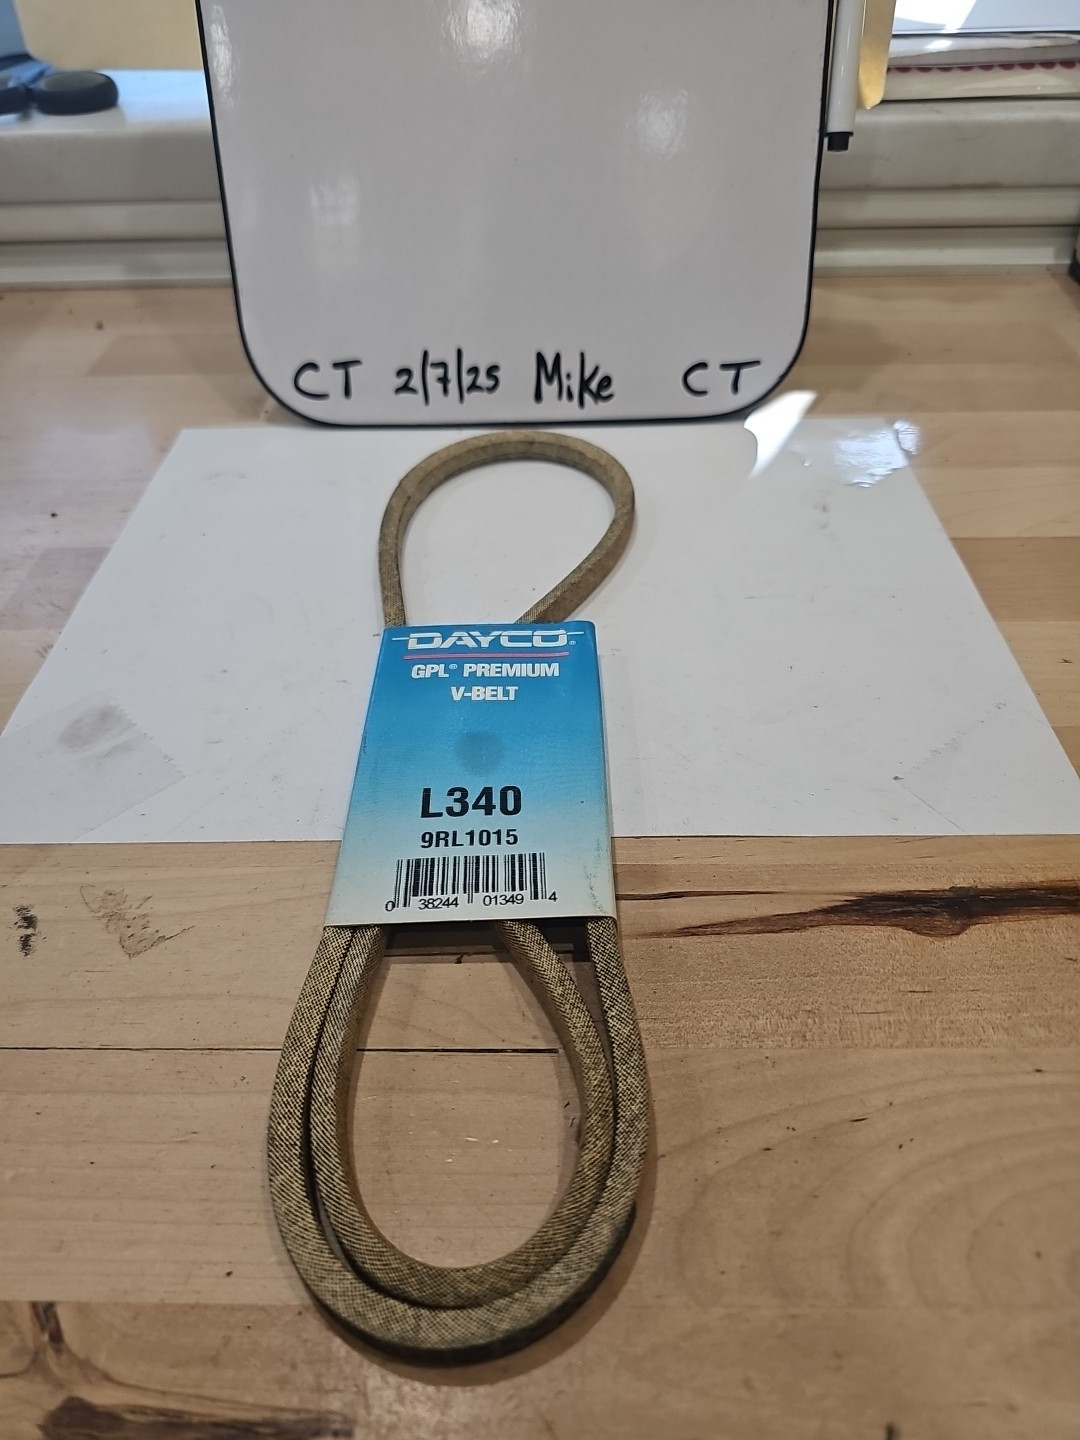 CT 2/7/25 Mike CT
DAYCO®
GPL® PREMIUM
V-BELT
L340
9RL1015
0 38244 01349 4